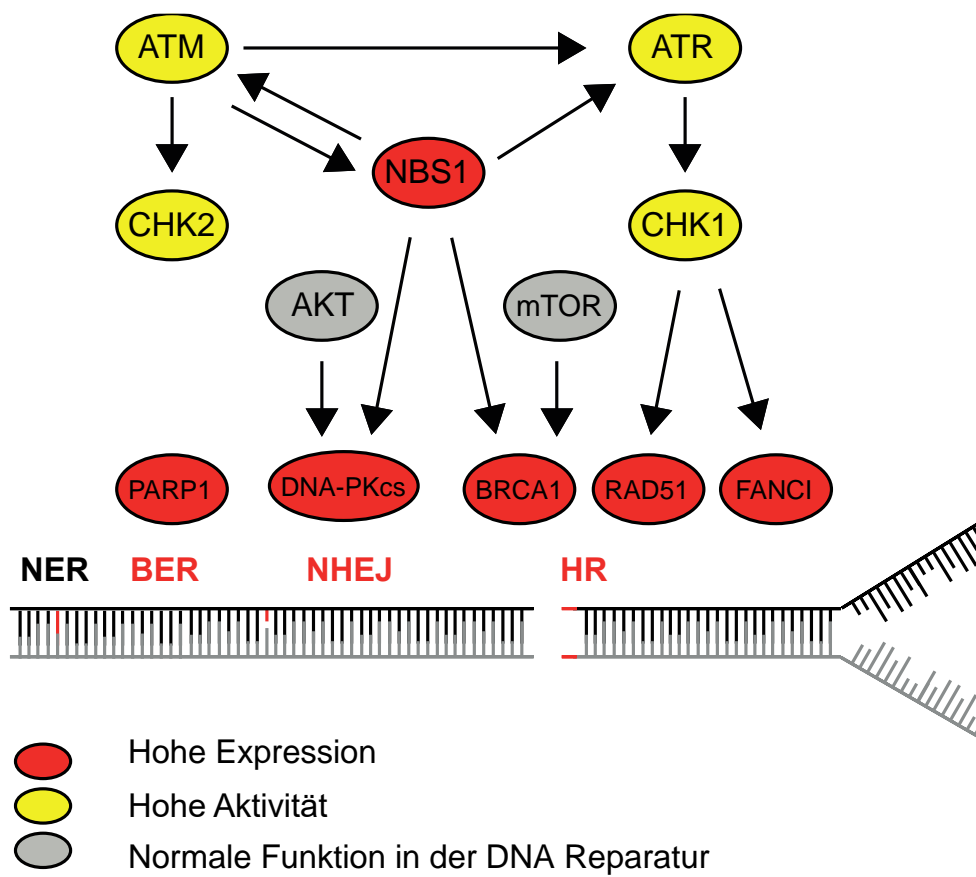 ATM ATR
NBS1
CHK2 CHK1
AKT mTOR
PARP1 DNA-PKcs BRCA1 RAD51 FANCI
NER BER NHEJ HR
Hohe Expression
Hohe Aktivität
Normale Funktion in der DNA Reparatur